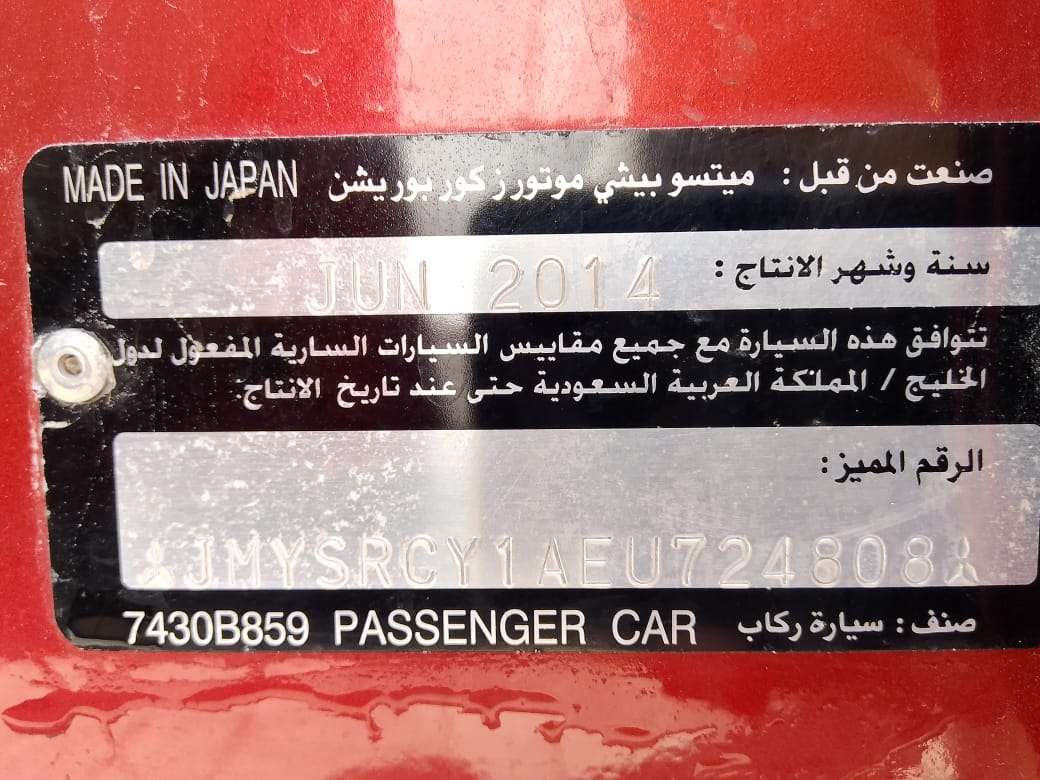 صنعت من قبل : ميتسوبيشي موتورز كوربوريشن MADE IN JAPAN
سنة وشهر الانتاج : JUN 2014
تتوافق هذه السيارة مع جميع مقاييس السيارات السارية المفعول لدول
الخليج / المملكة العربية السعودية حتى عند تاريخ الانتاج.
الرقم المميز:
JMYSRCY1AEU724808
صنف : سيارة ركاب PASSENGER CAR 7430B859